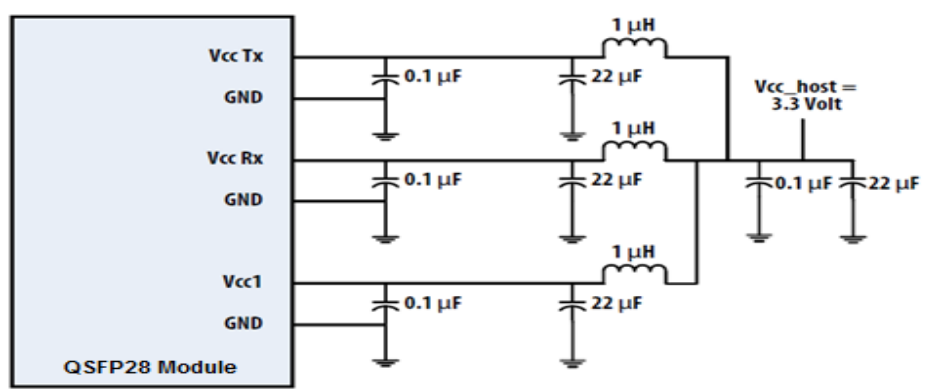 1 µH
Vcc Tx
0.1 µF
22 µF
GND
Vcc_host =
3.3 Volt
1 µH
Vcc Rx
0.1 µF
22 µF
0.1 µF
22 µF
GND
1 µH
Vcc1
0.1 µF
22 µF
GND
QSFP28 Module